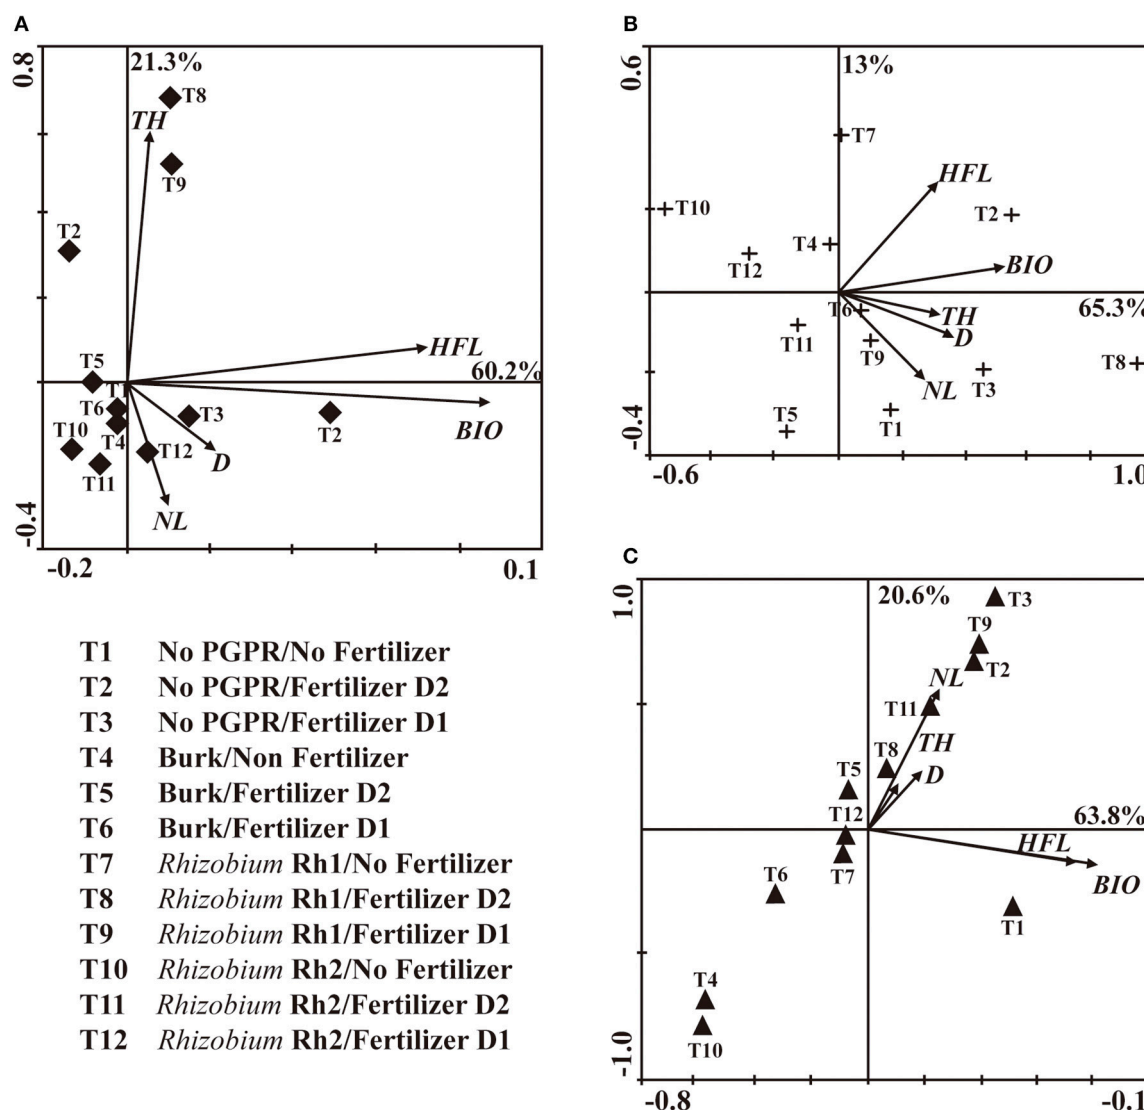 A
0.8
21.3%
T8
TH
T9
T2
HFL
T5
60.2%
T1
T6
T3
T10
T4
T12
T2
BIO
D
T11
NL
-0.4
-0.2
0.1
B
0.6
13%
T7
HFL
T10
T2
T4
T12
BIO
T6
TH
65.3%
T11
T9
D
T8
NL
T3
T5
T1
-0.4
-0.6
1.0
C
1.0
20.6%
T3
T9
T2
NL
T11
TH
T8
T5
D
T12
63.8%
HFL
T7
T6
BIO
T1
T4
T10
-1.0
-0.8
-0.1
T1 No PGPR/No Fertilizer
T2 No PGPR/Fertilizer D2
T3 No PGPR/Fertilizer D1
T4 Burk/Non Fertilizer
T5 Burk/Fertilizer D2
T6 Burk/Fertilizer D1
T7 Rhizobium Rh1/No Fertilizer
T8 Rhizobium Rh1/Fertilizer D2
T9 Rhizobium Rh1/Fertilizer D1
T10 Rhizobium Rh2/No Fertilizer
T11 Rhizobium Rh2/Fertilizer D2
T12 Rhizobium Rh2/Fertilizer D1